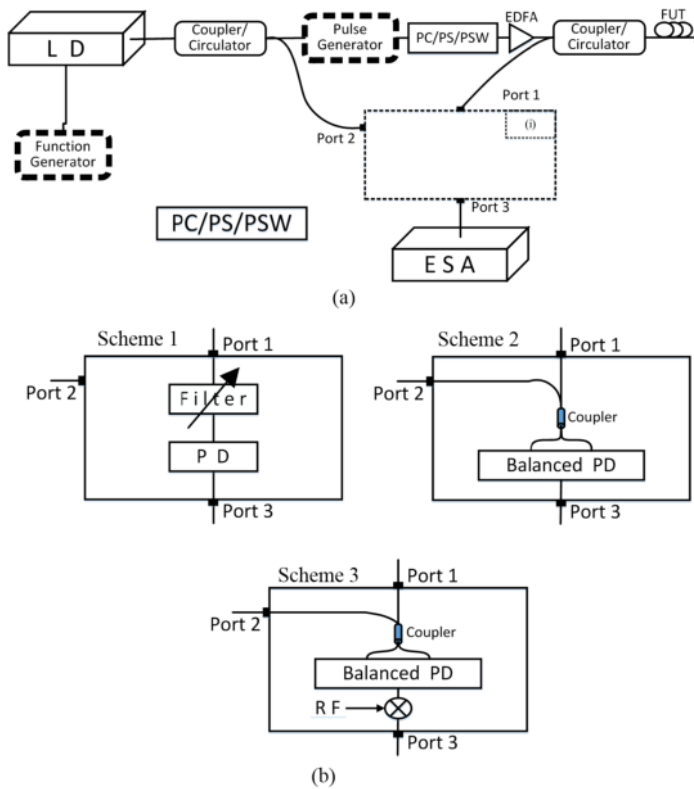 L D
Coupler/
Circulator
Pulse
Generator
PC/PS/PSW
EDFA
Coupler/
Circulator
FUT
Function
Generator
Port 1
(i)
Port 2
Port 3
PC/PS/PSW
E S A
(a)
Scheme 1
Port 1
Port 2
Filter
P D
Port 3
Scheme 2
Port 1
Port 2
Coupler
Balanced PD
Port 3
Scheme 3
Port 1
Port 2
Coupler
Balanced PD
R F
Port 3
(b)